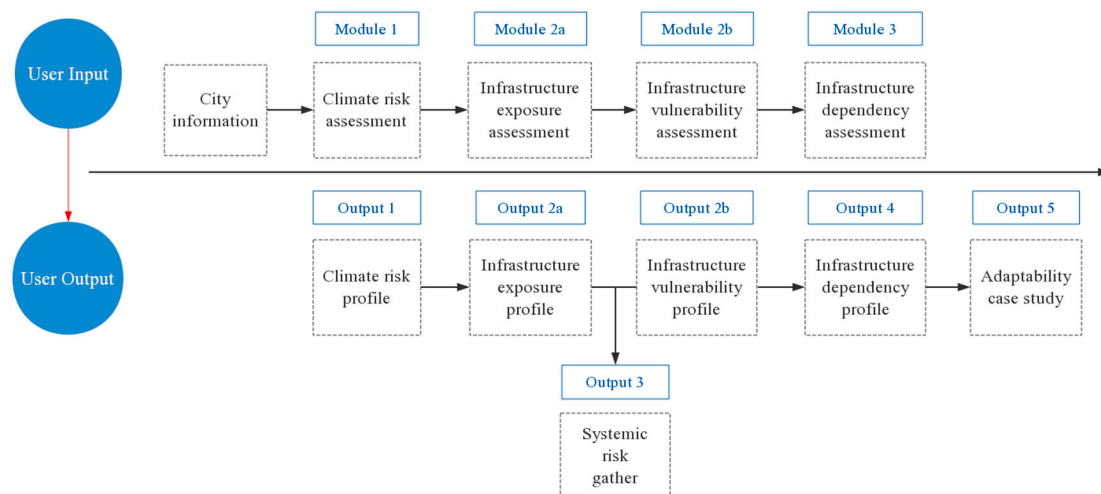 Module 1
Module 2a
Module 2b
Module 3
User Input
City
information
Climate risk
assessment
Infrastructure
exposure
assessment
Infrastructure
vulnerability
assessment
Infrastructure
dependency
assessment
Output 1
Output 2a
Output 2b
Output 4
Output 5
User Output
Climate risk
profile
Infrastructure
exposure
profile
Infrastructure
vulnerability
profile
Infrastructure
dependency
profile
Adaptability
case study
Output 3
Systemic
risk
gather